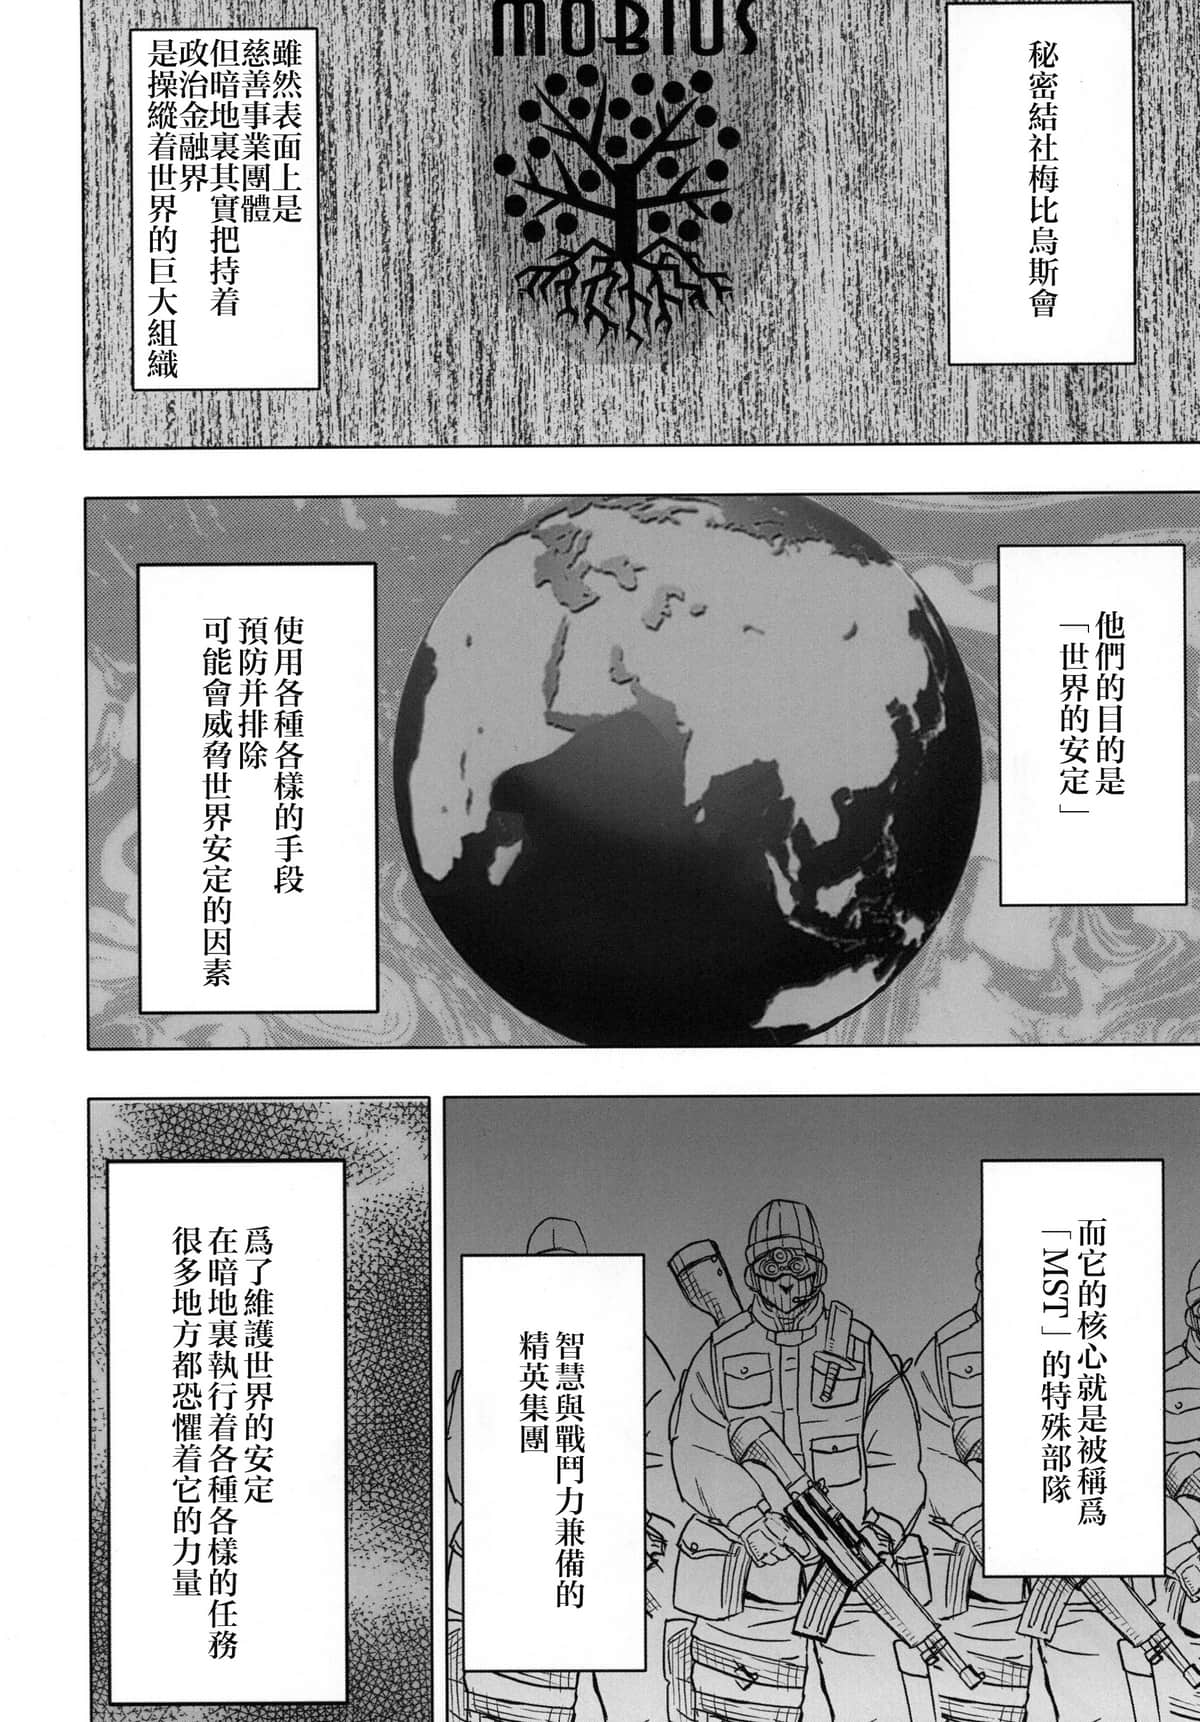 MOBIUS
秘密結社梅比烏斯會
雖然表面上是
慈善事業團體
但暗地裏其實把持着
政治金融界
是操縱着世界的巨大組織
他們的目的是
「世界的安定」
使用各種各樣的手段
預防并排除
可能會威脅世界安定的因素
而它的核心就是被稱爲
「MST」的特殊部隊
智慧與戰鬥力兼備的
精英集團
爲了維護世界的安定
在暗地裏執行着各種各樣的任務
很多地方都恐懼着它的力量